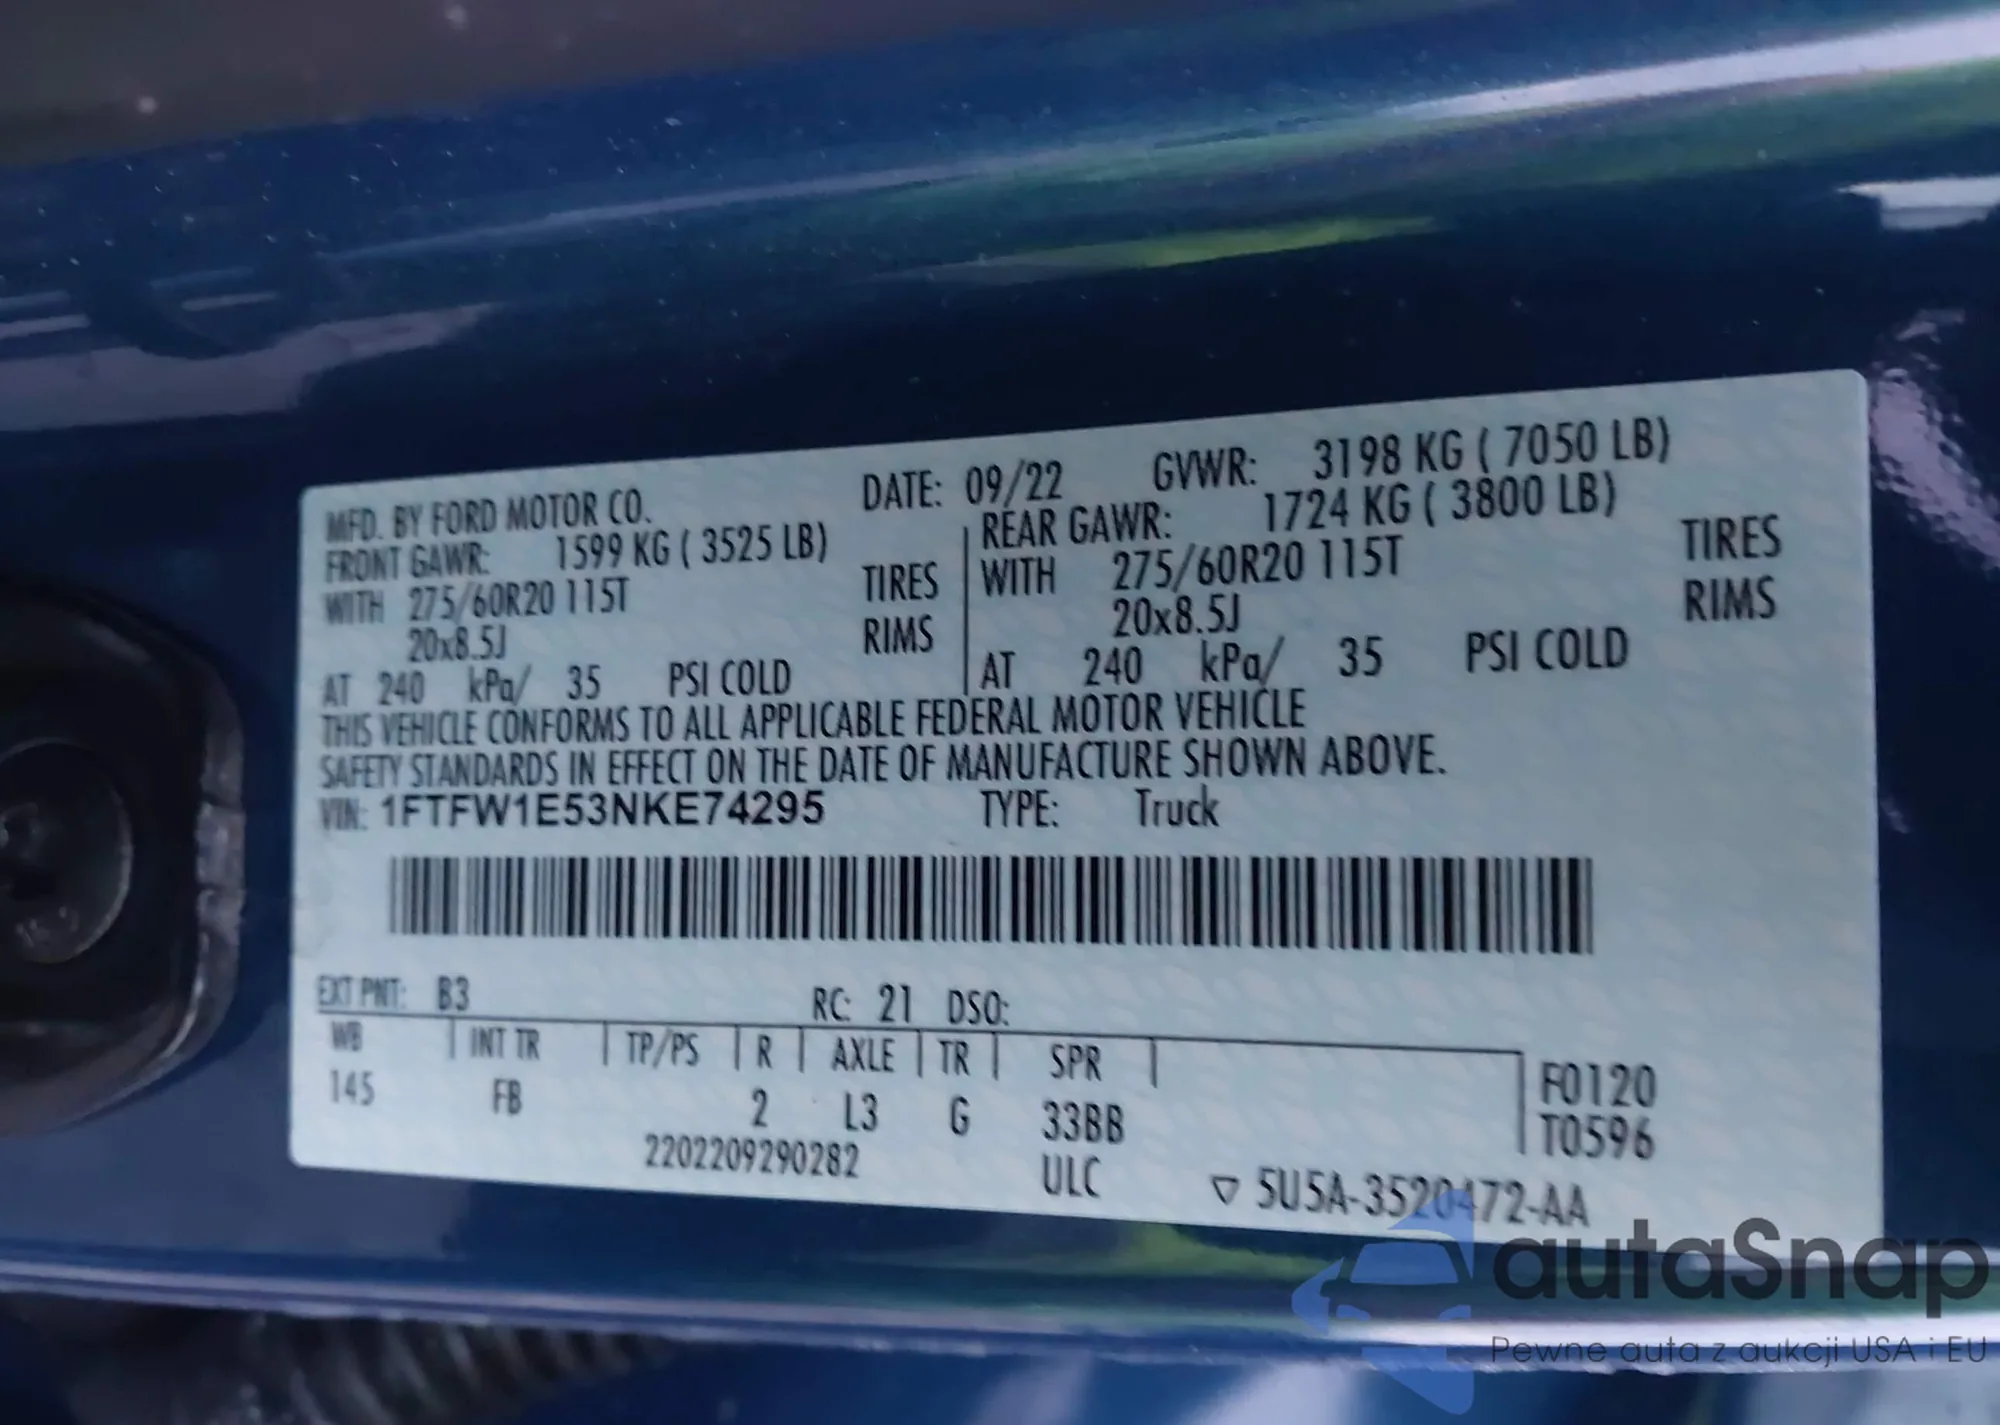 MFD. BY FORD MOTOR CO. DATE: 09/22 GVWR: 3198 KG ( 7050 LB)
FRONT GAWR: 1599 KG ( 3525 LB) REAR GAWR: 1724 KG ( 3800 LB)
WITH 275/60R20 115T TIRES WITH 275/60R20 115T TIRES
20x8.5J RIMS 20x8.5J RIMS
AT 240 kPa/ 35 PSI COLD AT 240 kPa/ 35 PSI COLD
THIS VEHICLE CONFORMS TO ALL APPLICABLE FEDERAL MOTOR VEHICLE
SAFETY STANDARDS IN EFFECT ON THE DATE OF MANUFACTURE SHOWN ABOVE.
VIN: 1FTFW1E53NKE74295 TYPE: Truck
EXT PNT: B3 RC: 21 DSO:
WB INT TR TP/PS R AXLE TR SPR F0120
145 FB 2 L3 G 33BB T0596
2202209290282 ULC ▽ 5U5A-3520472-AA
autaSnap
Pewne auta z aukcji USA i EU